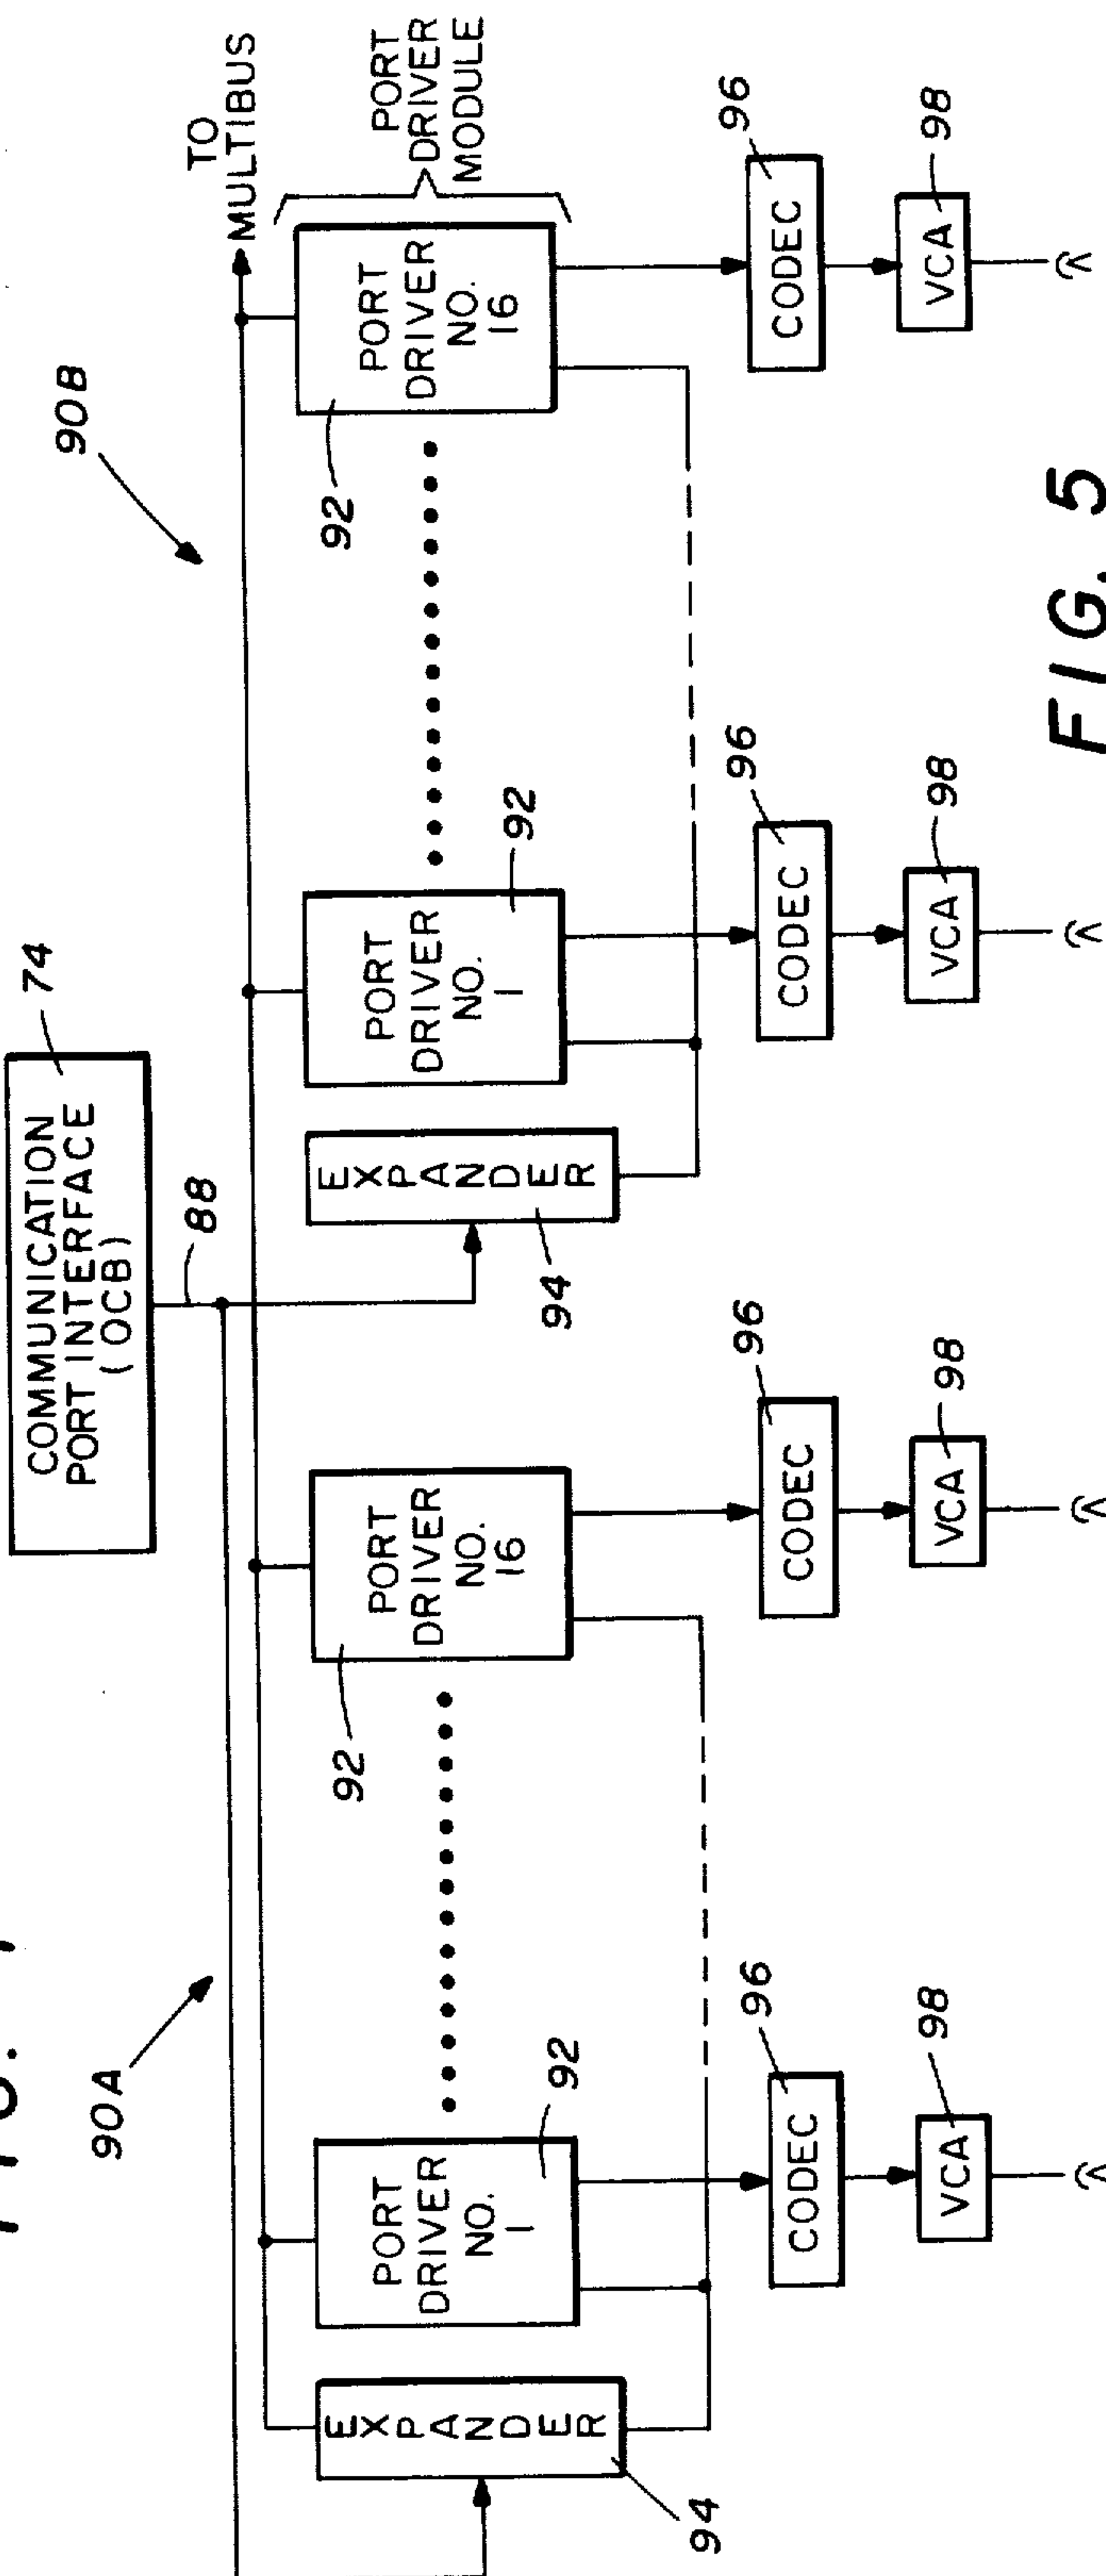 COMMUNICATION
PORT INTERFACE
(OCB)
74
88
90A
90B
TO
MULTIBUS
PORT
DRIVER
MODULE
EXPANDER
94
PORT
DRIVER
NO.
1
92
92
PORT
DRIVER
NO.
16
EXPANDER
94
PORT
DRIVER
NO.
1
92
92
PORT
DRIVER
NO.
16
CODEC
96
CODEC
96
CODEC
96
CODEC
96
VCA
98
VCA
98
VCA
98
VCA
98
FIG. 5